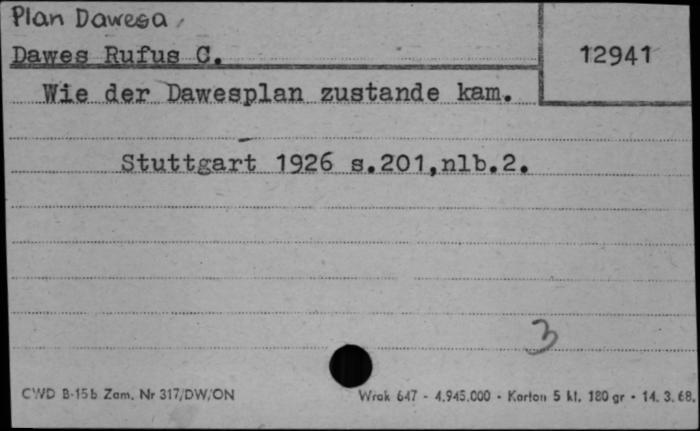 Plan Dawesa
Dawes Rufus C.
12941
Wie der Dawesplan zustande kam.
Stuttgart 1926 s.201,nlb.2.
3
CWD B-15b Zam. Nr 317/DW/ON
Wrok 647 - 4.945.000 - Karton 5 kl. 180 gr - 14. 3. 68.